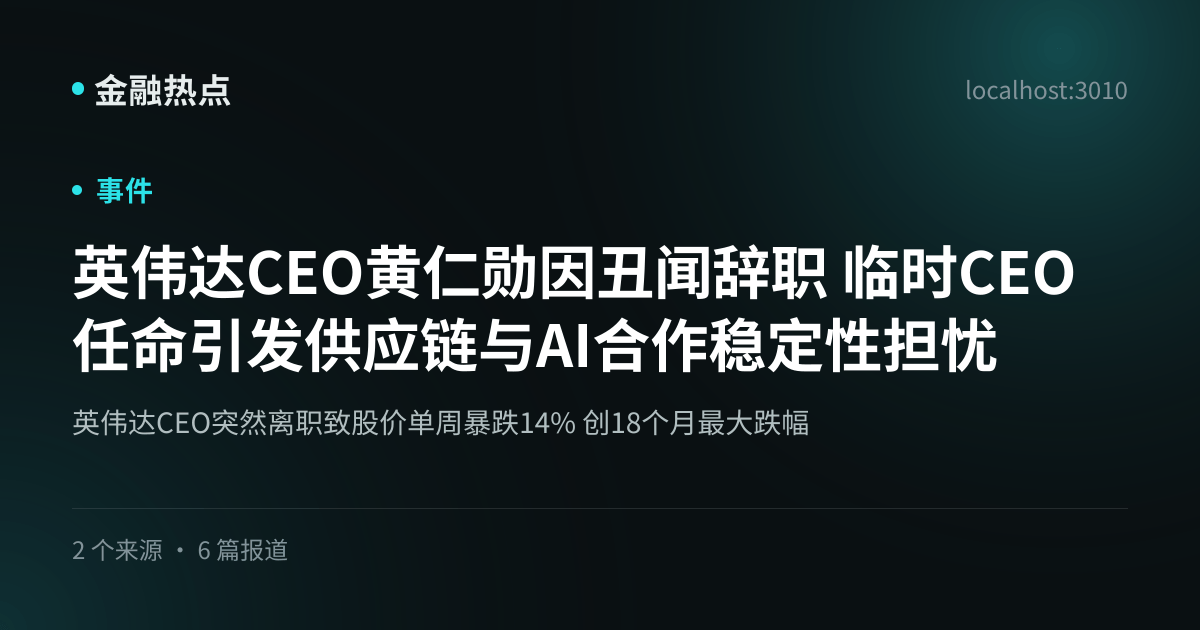 金融热点
localhost:3010
事件
英伟达CEO黄仁勋因丑闻辞职 临时CEO
任命引发供应链与AI合作稳定性担忧
英伟达CEO突然离职致股价单周暴跌14% 创18个月最大跌幅
2 个来源 · 6 篇报道